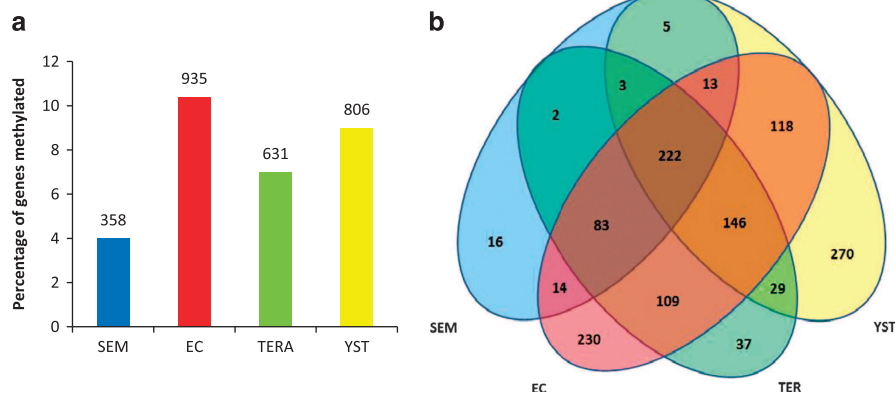 a
Percentage of genes methylated
12
10
8
6
4
2
0
358
935
631
806
SEM
EC
TERA
YST
b
5
3
13
2
118
222
83
146
16
270
14
29
109
230
37
SEM
YST
EC
TER